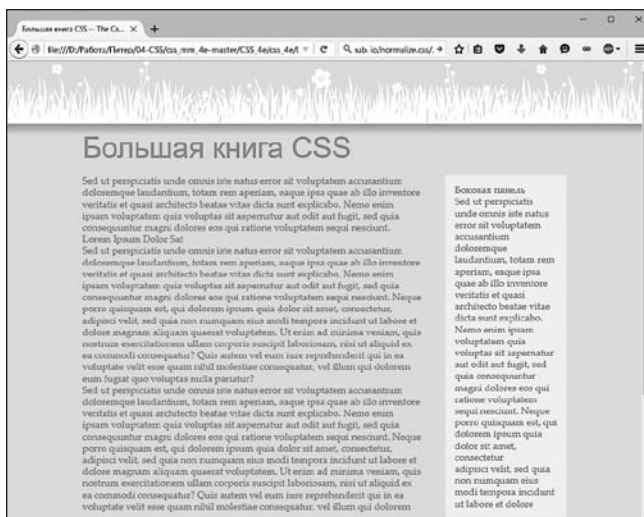 Большая книга CSS — The Ca...
file:///D:/Работа/Питер/04-CSS/css_mm_4e-master/CSS_4e/css_4e/
io/normalize.css/.
Большая книга CSS
Sed ut perspiciatis unde omnis iste natus error sit voluptatem accusantium
doloremque laudantium, totam rem aperiam, eaque ipsa quae ab illo inventore
veritatis et quasi architecto beatae vitae dicta sunt explicabo. Nemo enim
ipsam voluptatem quia voluptas sit aspernatur aut odit aut fugit, sed quia
consequuntur magni dolores eos qui ratione voluptatem sequi nesciunt.
Lorem Ipsum Dolor Sat
Sed ut perspiciatis unde omnis iste natus error sit voluptatem accusantium
doloremque laudantium, totam rem aperiam, eaque ipsa quae ab illo inventore
veritatis et quasi architecto beatae vitae dicta sunt explicabo. Nemo enim
ipsam voluptatem quia voluptas sit aspernatur aut odit aut fugit, sed quia
consequuntur magni dolores eos qui ratione voluptatem sequi nesciunt. Neque
porro quisquam est, qui dolorem ipsum quia dolor sit amet, consectetur,
adipisci velit, sed quia non numquam eius modi tempora incidunt ut labore et
dolore magnam aliquam quaerat voluptatem. Ut enim ad minima veniam, quis
nostrum exercitationem ullam corporis suscipit laboriosam, nisi ut aliquid ex
ea commodi consequatur? Quis autem vel eum iure reprehenderit qui in ea
voluptate velit esse quam nihil molestiae consequatur, vel illum qui dolorem
eum fugiat quo voluptas nulla pariatur?
Sed ut perspiciatis unde omnis iste natus error sit voluptatem accusantium
doloremque laudantium, totam rem aperiam, eaque ipsa quae ab illo inventore
veritatis et quasi architecto beatae vitae dicta sunt explicabo. Nemo enim
ipsam voluptatem quia voluptas sit aspernatur aut odit aut fugit, sed quia
consequuntur magni dolores eos qui ratione voluptatem sequi nesciunt. Neque
porro quisquam est, qui dolorem ipsum quia dolor sit amet, consectetur,
adipisci velit, sed quia non numquam eius modi tempora incidunt ut labore et
dolore magnam aliquam quaerat voluptatem. Ut enim ad minima veniam, quis
nostrum exercitationem ullam corporis suscipit laboriosam, nisi ut aliquid ex
ea commodi consequatur? Quis autem vel eum iure reprehenderit qui in ea
voluptate velit esse quam nihil molestiae consequatur, vel illum qui dolorem
Боковая панель
Sed ut perspiciatis
unde omnis iste natus
error sit voluptatem
accusantium
doloremque
laudantium, totam rem
aperiam, eaque ipsa
quae ab illo inventore
veritatis et quasi
architecto beatae vitae
dicta sunt explicabo.
Nemo enim ipsam
voluptatem quia
voluptas sit aspernatur
aut odit aut fugit, sed
quia consequuntur
magni dolores eos qui
ratione voluptatem
sequi nesciunt. Neque
porro quisquam est, qui
dolorem ipsum quia
dolor sit amet,
consectetur
adipisci velit, sed quia
non numquam eius
modi tempora incidunt
ut labore et dolore